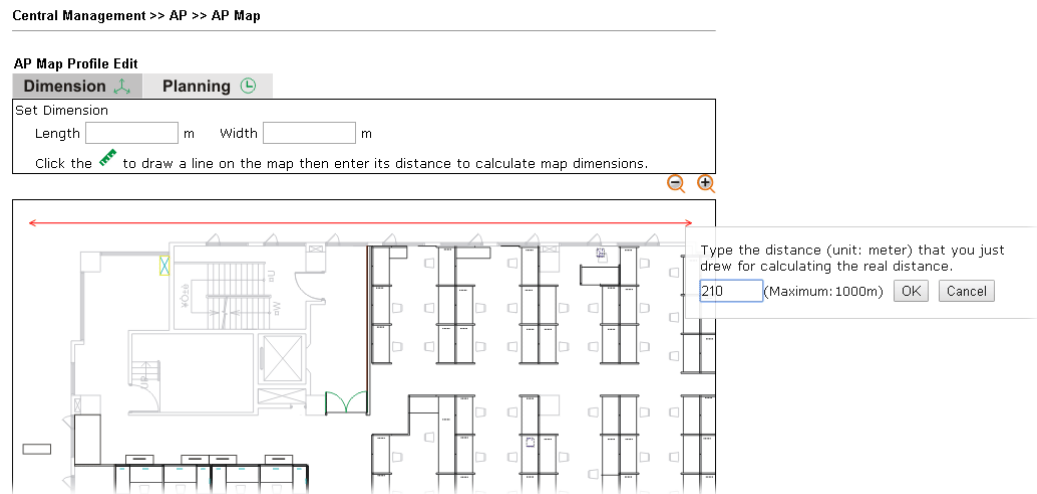 Central Management >> AP >> AP Map
AP Map Profile Edit
Dimension Planning
Set Dimension
Length m Width m
Click the to draw a line on the map then enter its distance to calculate map dimensions.
Type the distance (unit: meter) that you just
drew for calculating the real distance.
210 (Maximum:1000m) OK Cancel